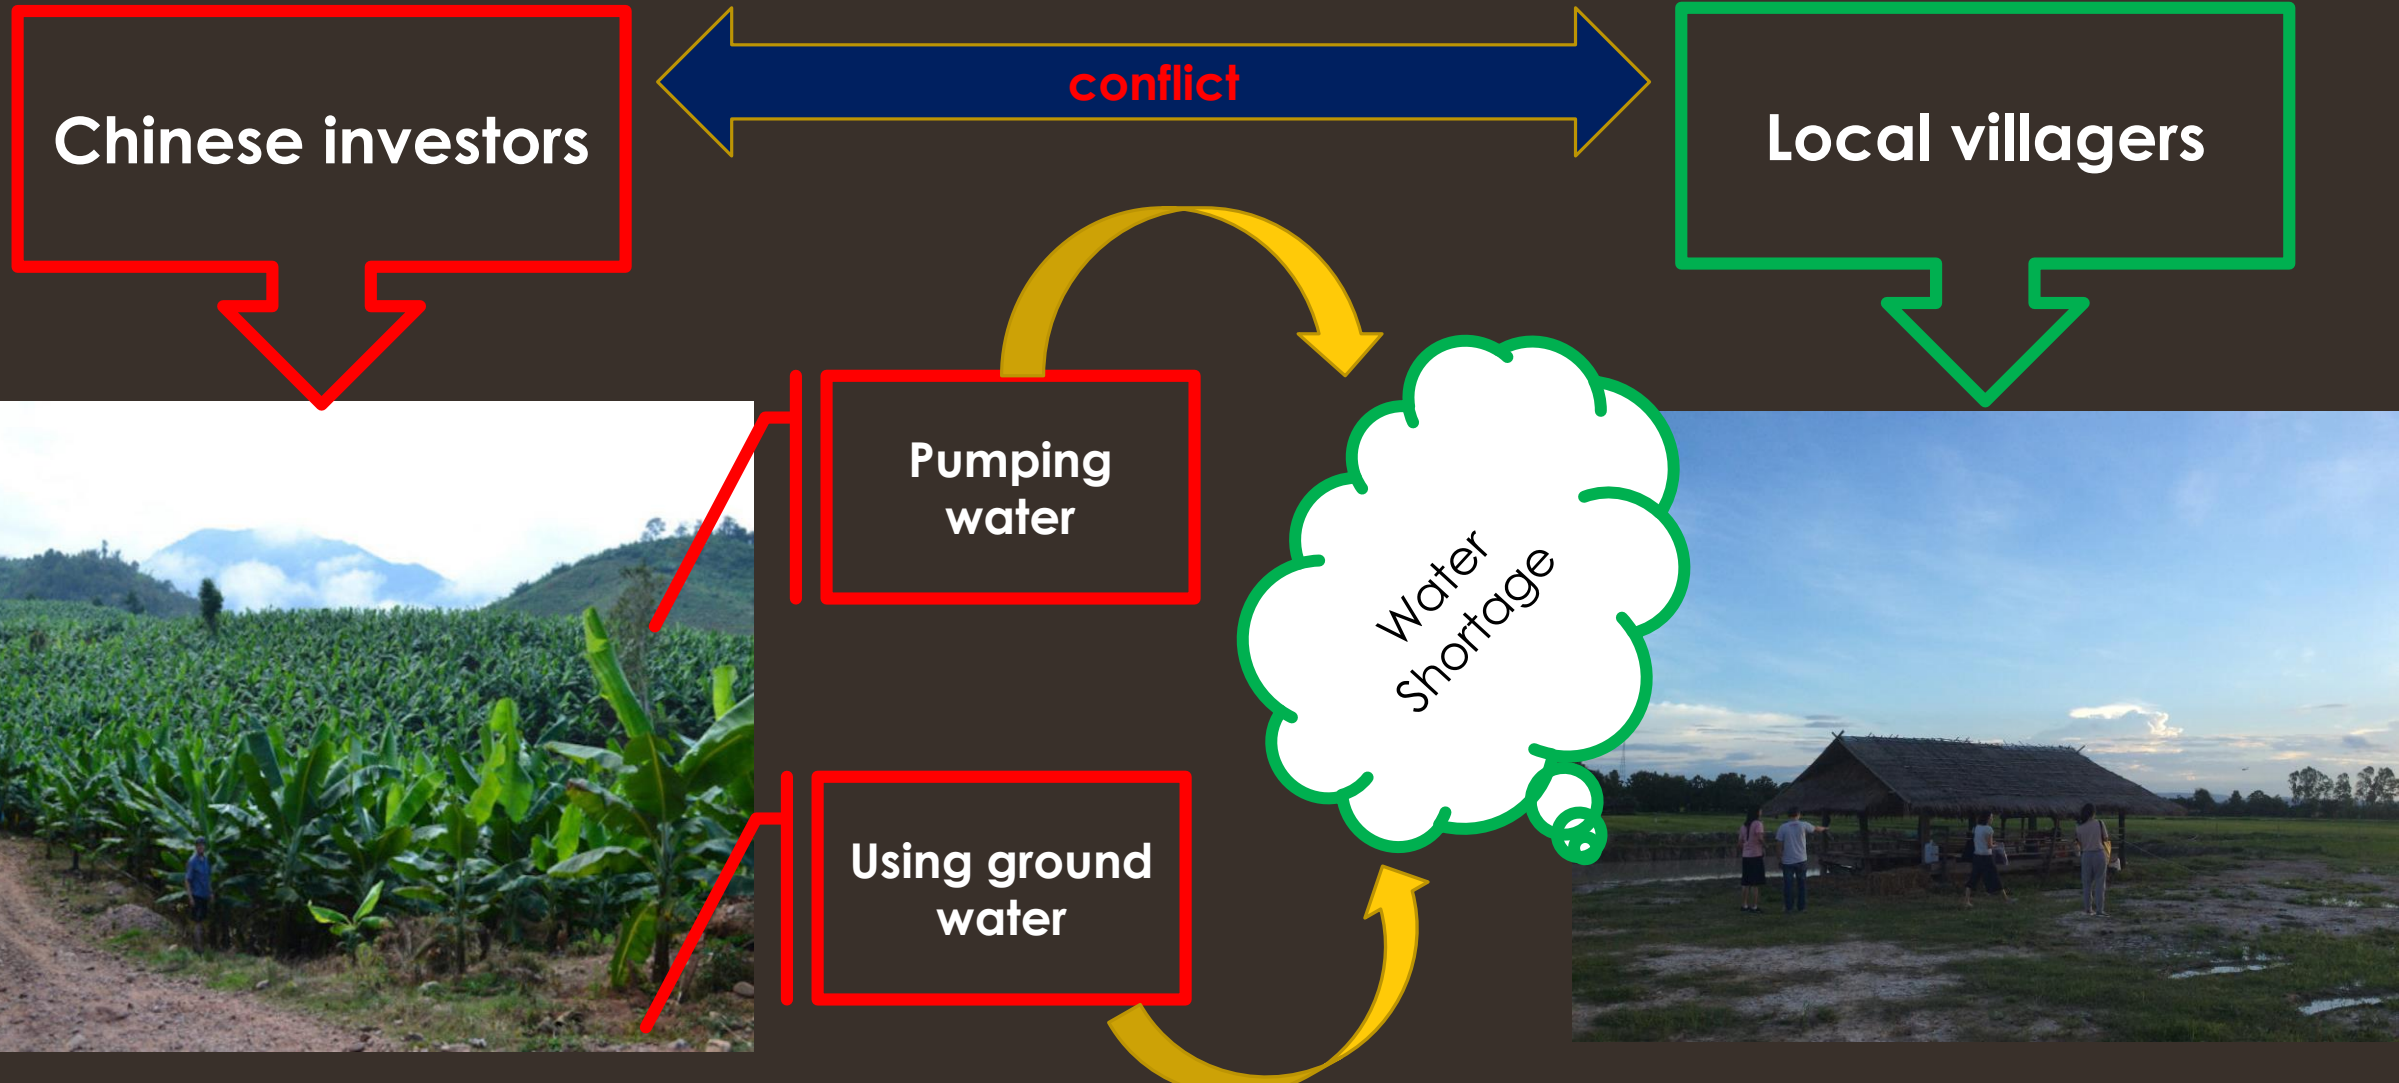 Chinese investors
conflict
Local villagers
Pumping
water
Water
Shortage
Using ground
water